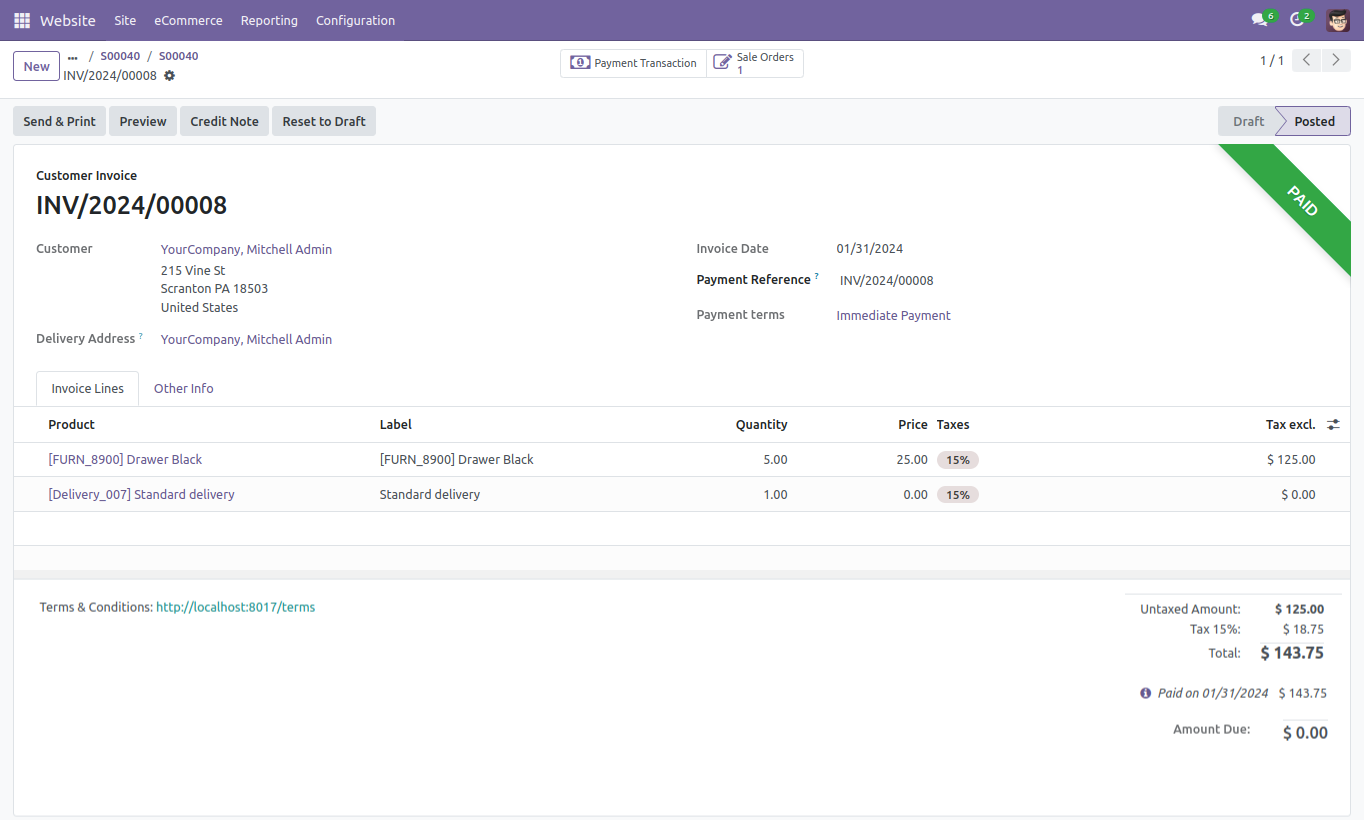 Website Site eCommerce Reporting Configuration 6 2
New ... / S00040 / S00040
INV/2024/00008
Payment Transaction
Sale Orders
1
1 / 1
Send & Print Preview Credit Note Reset to Draft Draft Posted
PAID
Customer Invoice
INV/2024/00008
Customer YourCompany, Mitchell Admin
215 Vine St
Scranton PA 18503
United States
Delivery Address ? YourCompany, Mitchell Admin
Invoice Date 01/31/2024
Payment Reference ? INV/2024/00008
Payment terms Immediate Payment
Invoice Lines Other Info
Product Label Quantity Price Taxes Tax excl.
[FURN_8900] Drawer Black [FURN_8900] Drawer Black 5.00 25.00 15% $ 125.00
[Delivery_007] Standard delivery Standard delivery 1.00 0.00 15% $ 0.00
Terms & Conditions: http://localhost:8017/terms
Untaxed Amount: $ 125.00
Tax 15%: $ 18.75
Total: $ 143.75
Paid on 01/31/2024 $ 143.75
Amount Due: $ 0.00